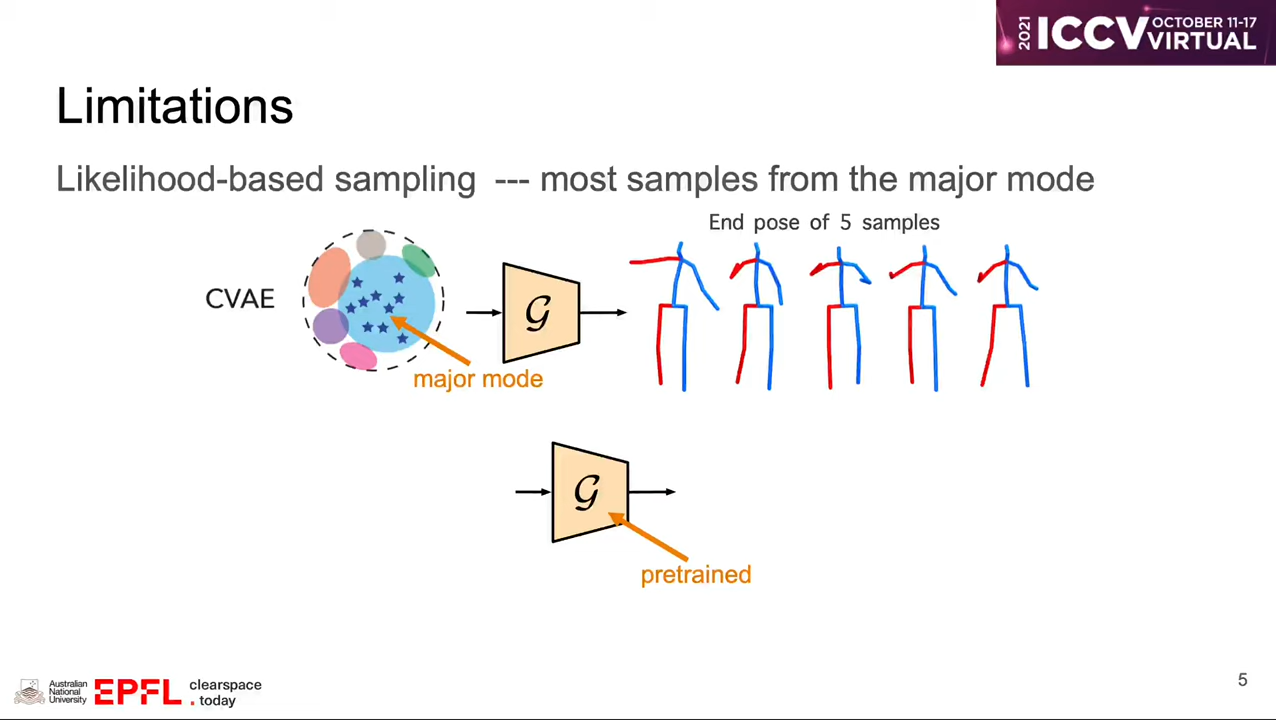 2021
ICCV OCTOBER 11-17
VIRTUAL
Limitations
Likelihood-based sampling --- most samples from the major mode
End pose of 5 samples
CVAE
G
major mode
G
pretrained
Australian
National
University
EPFL
clearspace
. today
5